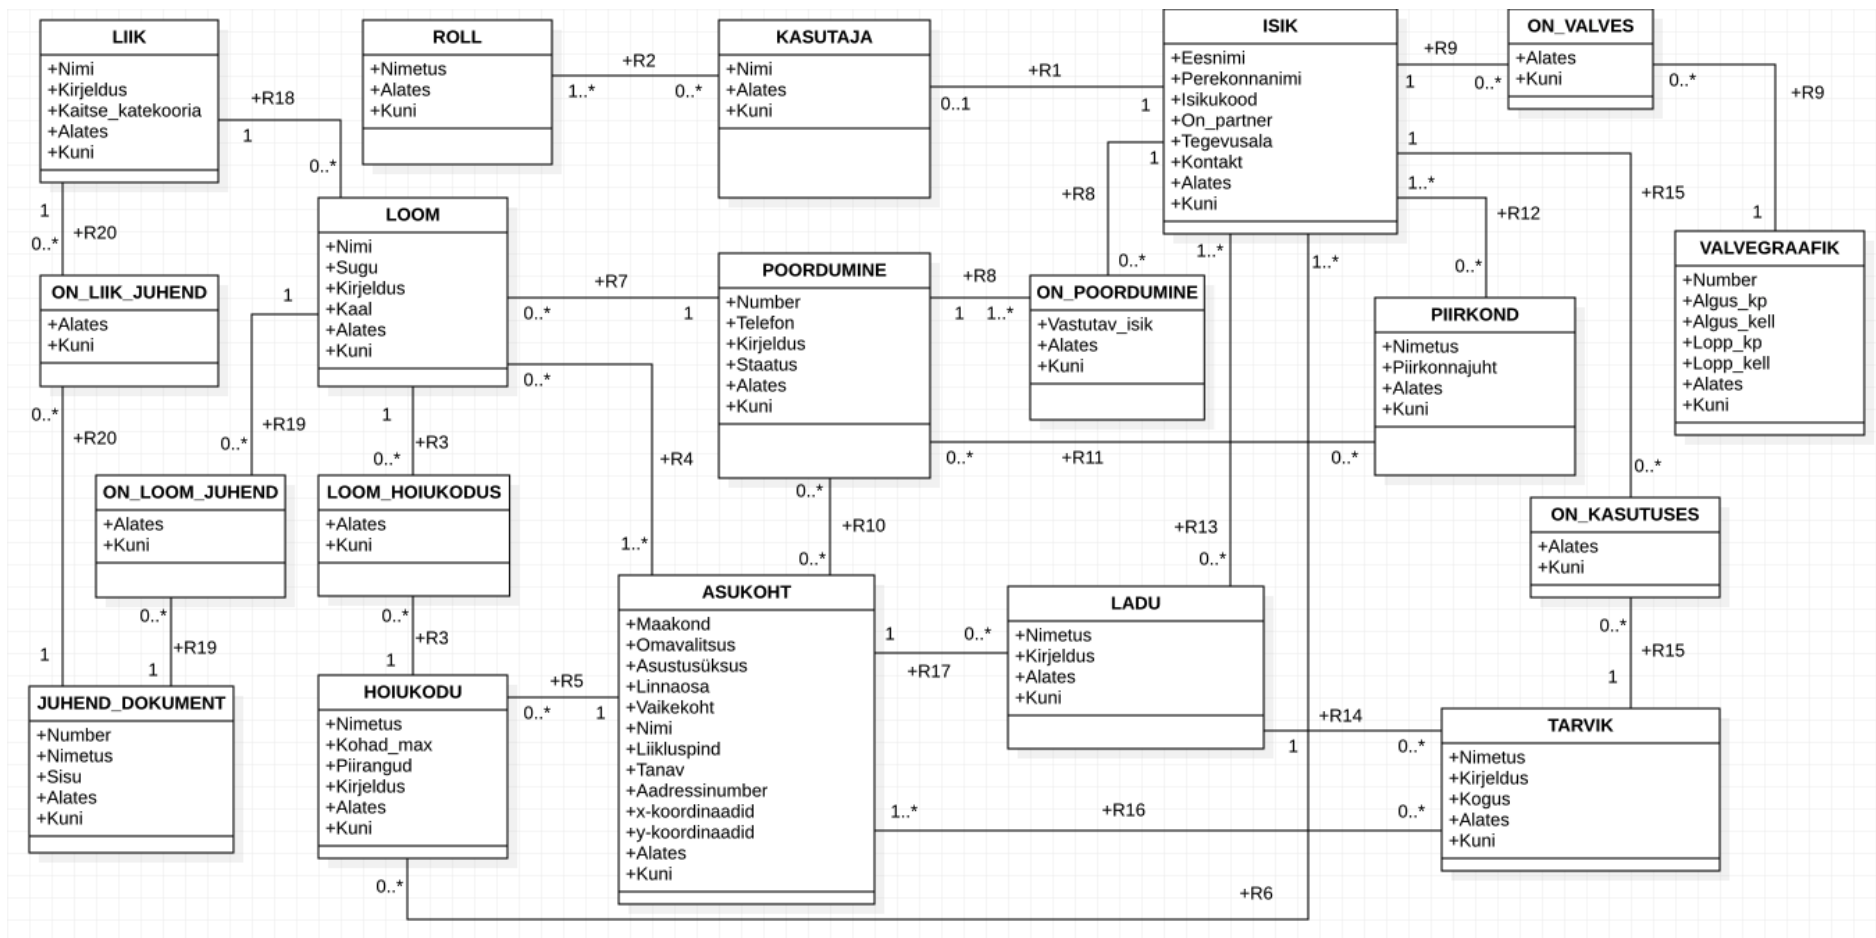 LIIK
+Nimi
+Kirjeldus
+Kaitse_katekooria
+Alates
+Kuni
+R18
1
0..*
ROLL
+Nimetus
+Alates
+Kuni
+R2
1..*
0..*
KASUTAJA
+Nimi
+Alates
+Kuni
+R1
0..1
1
ISIK
+Eesnimi
+Perekonnanimi
+Isikukood
+On_partner
+Tegevusala
+Kontakt
+Alates
+Kuni
+R9
1
0..*
ON_VALVES
+Alates
+Kuni
0..*
+R9
1
VALVEGRAAFIK
+Number
+Algus_kp
+Algus_kell
+Lopp_kp
+Lopp_kell
+Alates
+Kuni
1
+R15
0..*
1..*
+R12
0..*
1
+R8
0..*
1
+R20
0..*
ON_LIIK_JUHEND
+Alates
+Kuni
0..*
+R20
1
LOOM
+Nimi
+Sugu
+Kirjeldus
+Kaal
+Alates
+Kuni
+R7
0..*
1
POORDUMINE
+Number
+Telefon
+Kirjeldus
+Staatus
+Alates
+Kuni
+R8
1
1..*
ON_POORDUMINE
+Vastutav_isik
+Alates
+Kuni
1..*
+R13
0..*
1..*
PIIRKOND
+Nimetus
+Piirkonnajuht
+Alates
+Kuni
0..*
+R11
0..*
1
+R19
0..*
ON_LOOM_JUHEND
+Alates
+Kuni
0..*
+R19
1
1
+R3
0..*
LOOM_HOIUKODUS
+Alates
+Kuni
0..*
+R3
1
0..*
+R4
1..*
0..*
+R10
0..*
ON_KASUTUSES
+Alates
+Kuni
0..*
+R15
1
JUHEND_DOKUMENT
+Number
+Nimetus
+Sisu
+Alates
+Kuni
HOIUKODU
+Nimetus
+Kohad_max
+Piirangud
+Kirjeldus
+Alates
+Kuni
+R5
0..*
1
ASUKOHT
+Maakond
+Omavalitsus
+Asustusüksus
+Linnaosa
+Vaikekoht
+Nimi
+Liikluspind
+Tanav
+Aadressinumber
+x-koordinaadid
+y-koordinaadid
+Alates
+Kuni
1
0..*
+R17
LADU
+Nimetus
+Kirjeldus
+Alates
+Kuni
+R14
1
0..*
TARVIK
+Nimetus
+Kirjeldus
+Kogus
+Alates
+Kuni
1..*
+R16
0..*
0..*
+R6